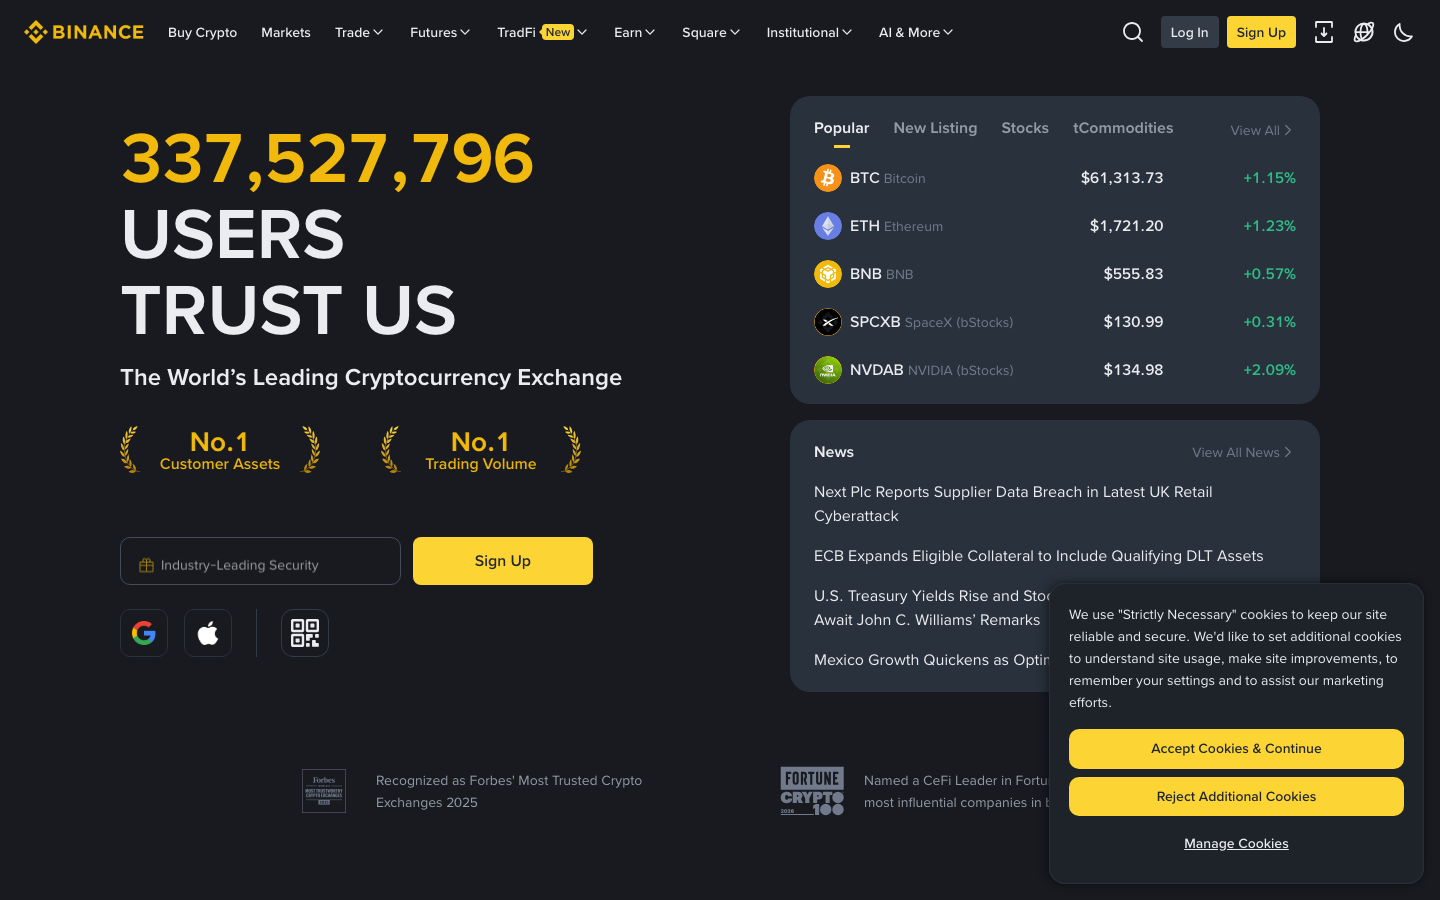 BINANCE
Buy Crypto
Markets
Trade
Futures
TradFi New
Earn
Square
Institutional
AI & More
Log In
Sign Up
337,527,796
USERS
TRUST US
The World's Leading Cryptocurrency Exchange
No.1
Customer Assets
No.1
Trading Volume
Industry-Leading Security
Sign Up
Popular
New Listing
Stocks
tCommodities
View All
BTC Bitcoin $61,313.73 +1.15%
ETH Ethereum $1,721.20 +1.23%
BNB BNB $555.83 +0.57%
SPCXB SpaceX (bStocks) $130.99 +0.31%
NVDAB NVIDIA (bStocks) $134.98 +2.09%
News
View All News
Next Plc Reports Supplier Data Breach in Latest UK Retail
Cyberattack
ECB Expands Eligible Collateral to Include Qualifying DLT Assets
U.S. Treasury Yields Rise and
Await John C. Williams' Remarks
Mexico Growth Quickens as
Forbes
Recognized as Forbes' Most Trusted Crypto
Exchanges 2025
FORTUNE
CRYPTO
100
Named a CeFi Leader in
most influential companies in
We use "Strictly Necessary" cookies to keep our site
reliable and secure. We'd like to set additional cookies
to understand site usage, make site improvements, to
remember your settings and to assist our marketing
efforts.
Accept Cookies & Continue
Reject Additional Cookies
Manage Cookies